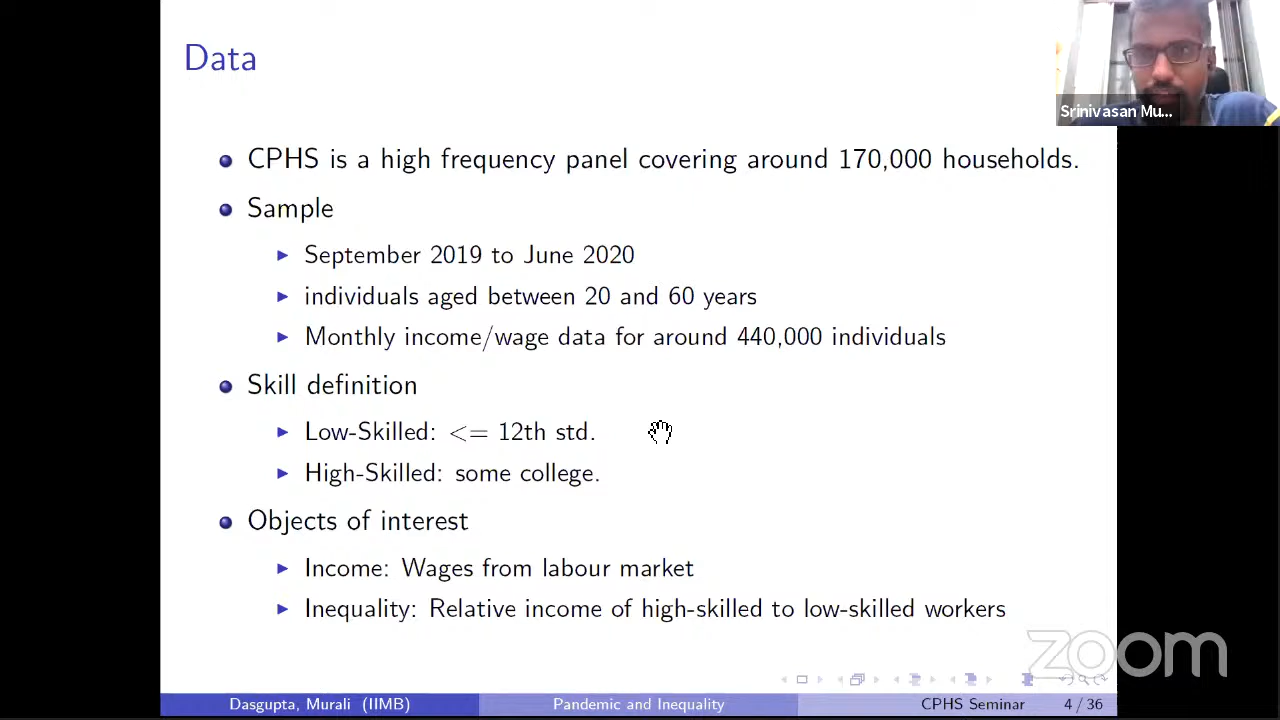 Data
Srinivasan Mu...
CPHS is a high frequency panel covering around 170,000 households.
Sample
September 2019 to June 2020
individuals aged between 20 and 60 years
Monthly income/wage data for around 440,000 individuals
Skill definition
Low-Skilled: <= 12th std.
High-Skilled: some college.
Objects of interest
Income: Wages from labour market
Inequality: Relative income of high-skilled to low-skilled workers
zoom
Dasgupta, Murali (IIMB) Pandemic and Inequality CPHS Seminar 4 / 36